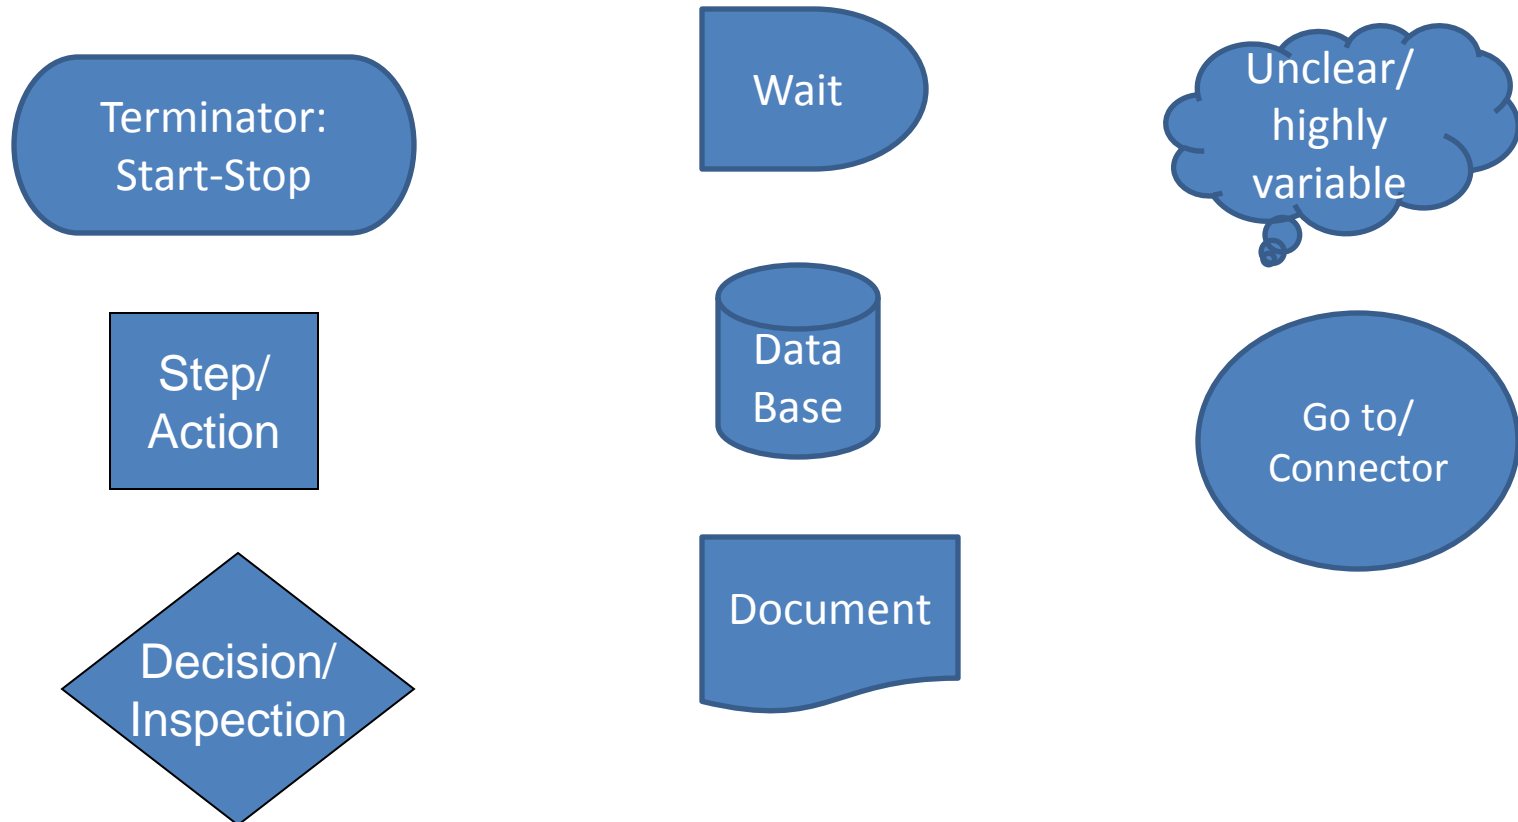 Terminator:
Start-Stop
Step/
Action
Decision/
Inspection
Wait
Data
Base
Document
Unclear/
highly
variable
Go to/
Connector